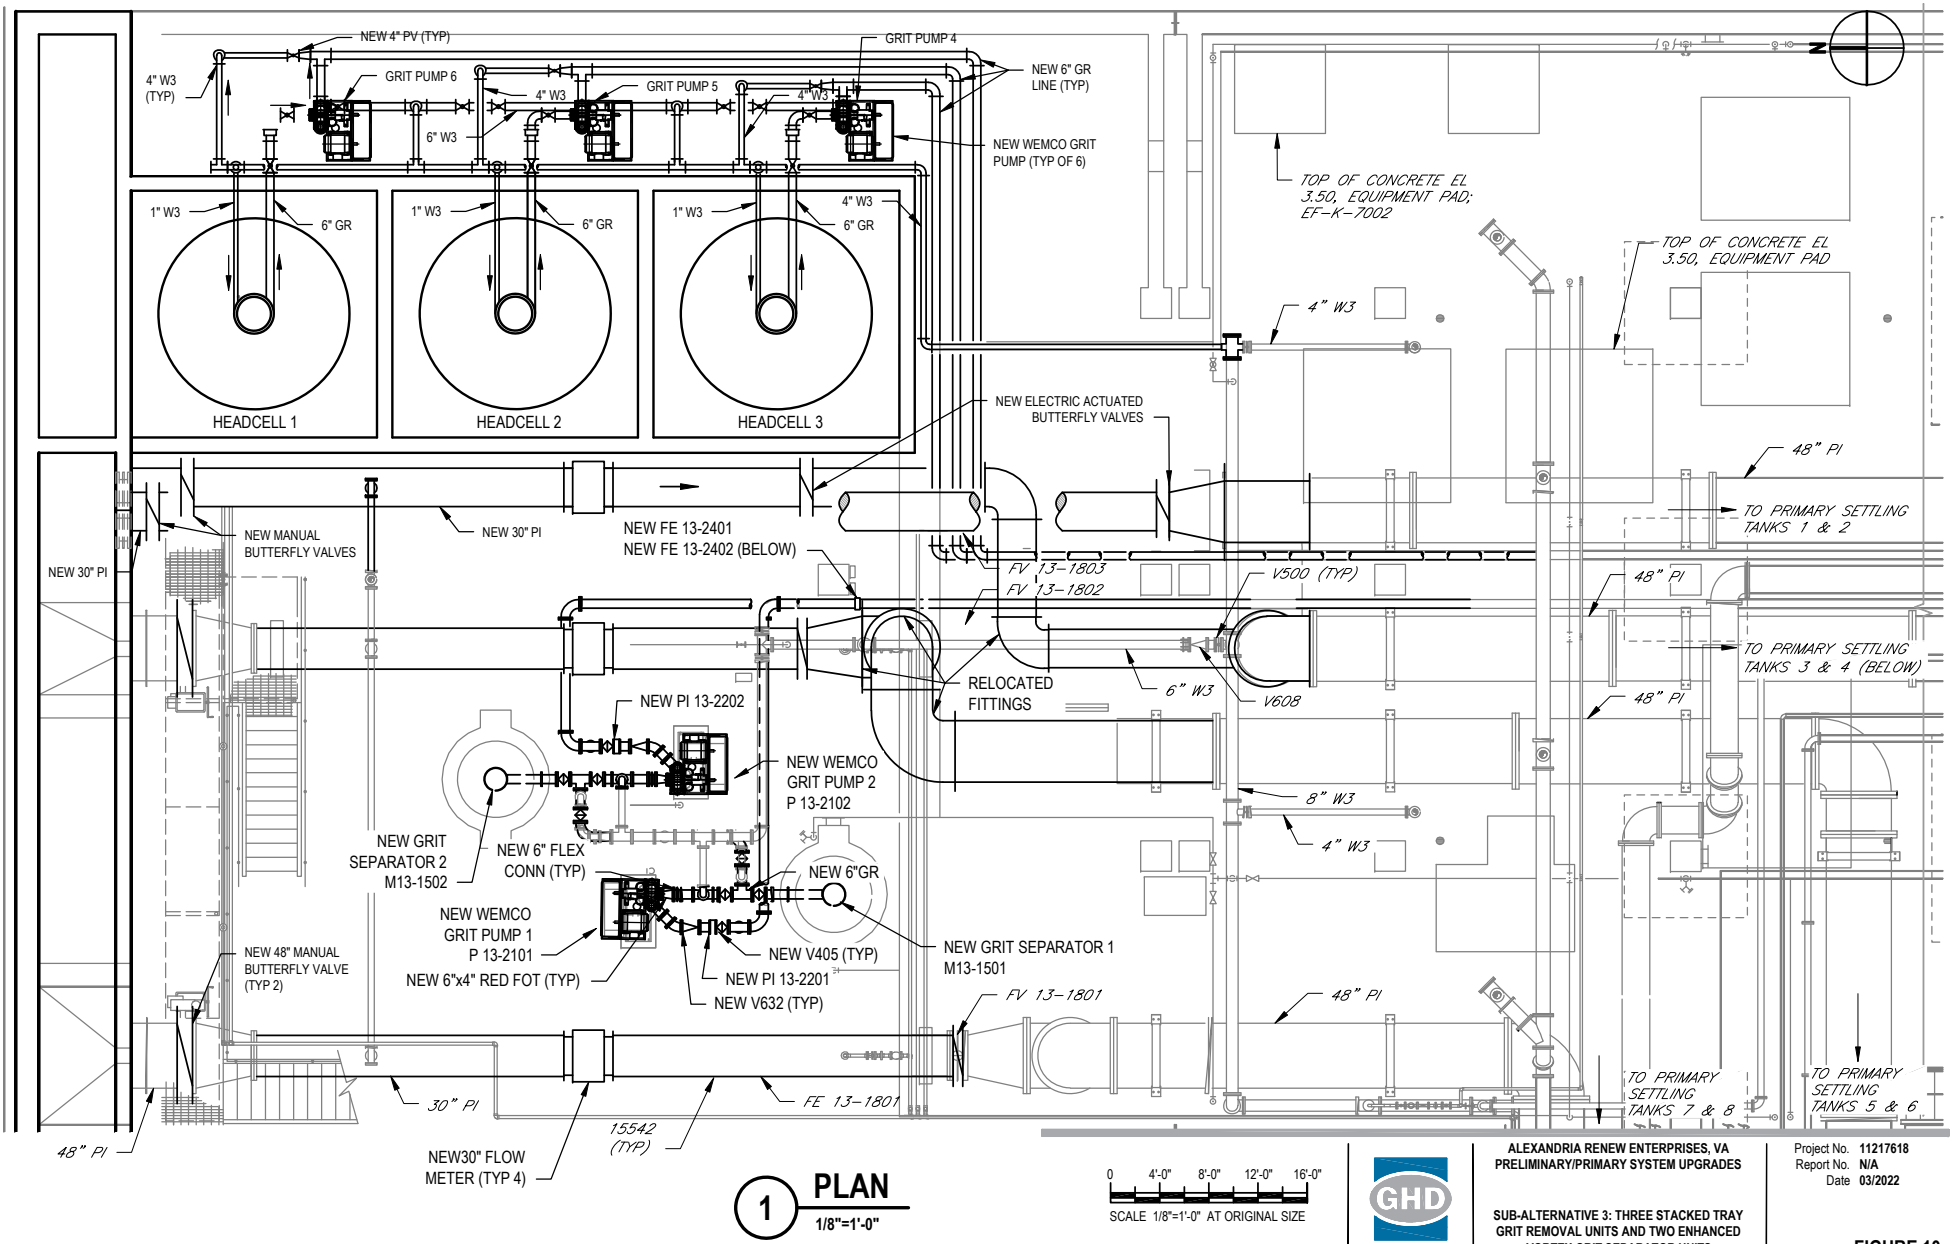 NEW 4" PV (TYP)
4" W3
(TYP)
GRIT PUMP 6
4" W3
6" W3
GRIT PUMP 5
4" W3
GRIT PUMP 4
NEW 6" GR
LINE (TYP)
NEW WEMCO GRIT
PUMP (TYP OF 6)
N
TOP OF CONCRETE EL
3.50, EQUIPMENT PAD;
EF-K-7002
TOP OF CONCRETE EL
3.50, EQUIPMENT PAD
1" W3
6" GR
1" W3
6" GR
1" W3
6" GR
4" W3
4" W3
HEADCELL 1
HEADCELL 2
HEADCELL 3
NEW ELECTRIC ACTUATED
BUTTERFLY VALVES
48" PI
NEW MANUAL
BUTTERFLY VALVES
NEW 30" PI
NEW 30" PI
NEW FE 13-2401
NEW FE 13-2402 (BELOW)
TO PRIMARY SETTLING
TANKS 1 & 2
FV 13-1803
FV 13-1802
V500 (TYP)
48" PI
TO PRIMARY SETTLING
TANKS 3 & 4 (BELOW)
RELOCATED
FITTINGS
6" W3
V608
48" PI
NEW PI 13-2202
NEW WEMCO
GRIT PUMP 2
P 13-2102
8" W3
4" W3
NEW GRIT
SEPARATOR 2
M13-1502
NEW 6" FLEX
CONN (TYP)
NEW 6"GR
NEW WEMCO
GRIT PUMP 1
P 13-2101
NEW 6"x4" RED FOT (TYP)
NEW V405 (TYP)
NEW PI 13-2201
NEW V632 (TYP)
NEW GRIT SEPARATOR 1
M13-1501
NEW 48" MANUAL
BUTTERFLY VALVE
(TYP 2)
FV 13-1801
48" PI
30" PI
FE 13-1801
15542
(TYP)
48" PI
NEW30" FLOW
METER (TYP 4)
TO PRIMARY
SETTLING
TANKS 7 & 8
TO PRIMARY
SETTLING
TANKS 5 & 6
1
PLAN
1/8"=1'-0"
0 4'-0" 8'-0" 12'-0" 16'-0"
SCALE 1/8"=1'-0" AT ORIGINAL SIZE
GHD
ALEXANDRIA RENEW ENTERPRISES, VA
PRELIMINARY/PRIMARY SYSTEM UPGRADES
SUB-ALTERNATIVE 3: THREE STACKED TRAY
GRIT REMOVAL UNITS AND TWO ENHANCED
Project No. 11217618
Report No. N/A
Date 03/2022